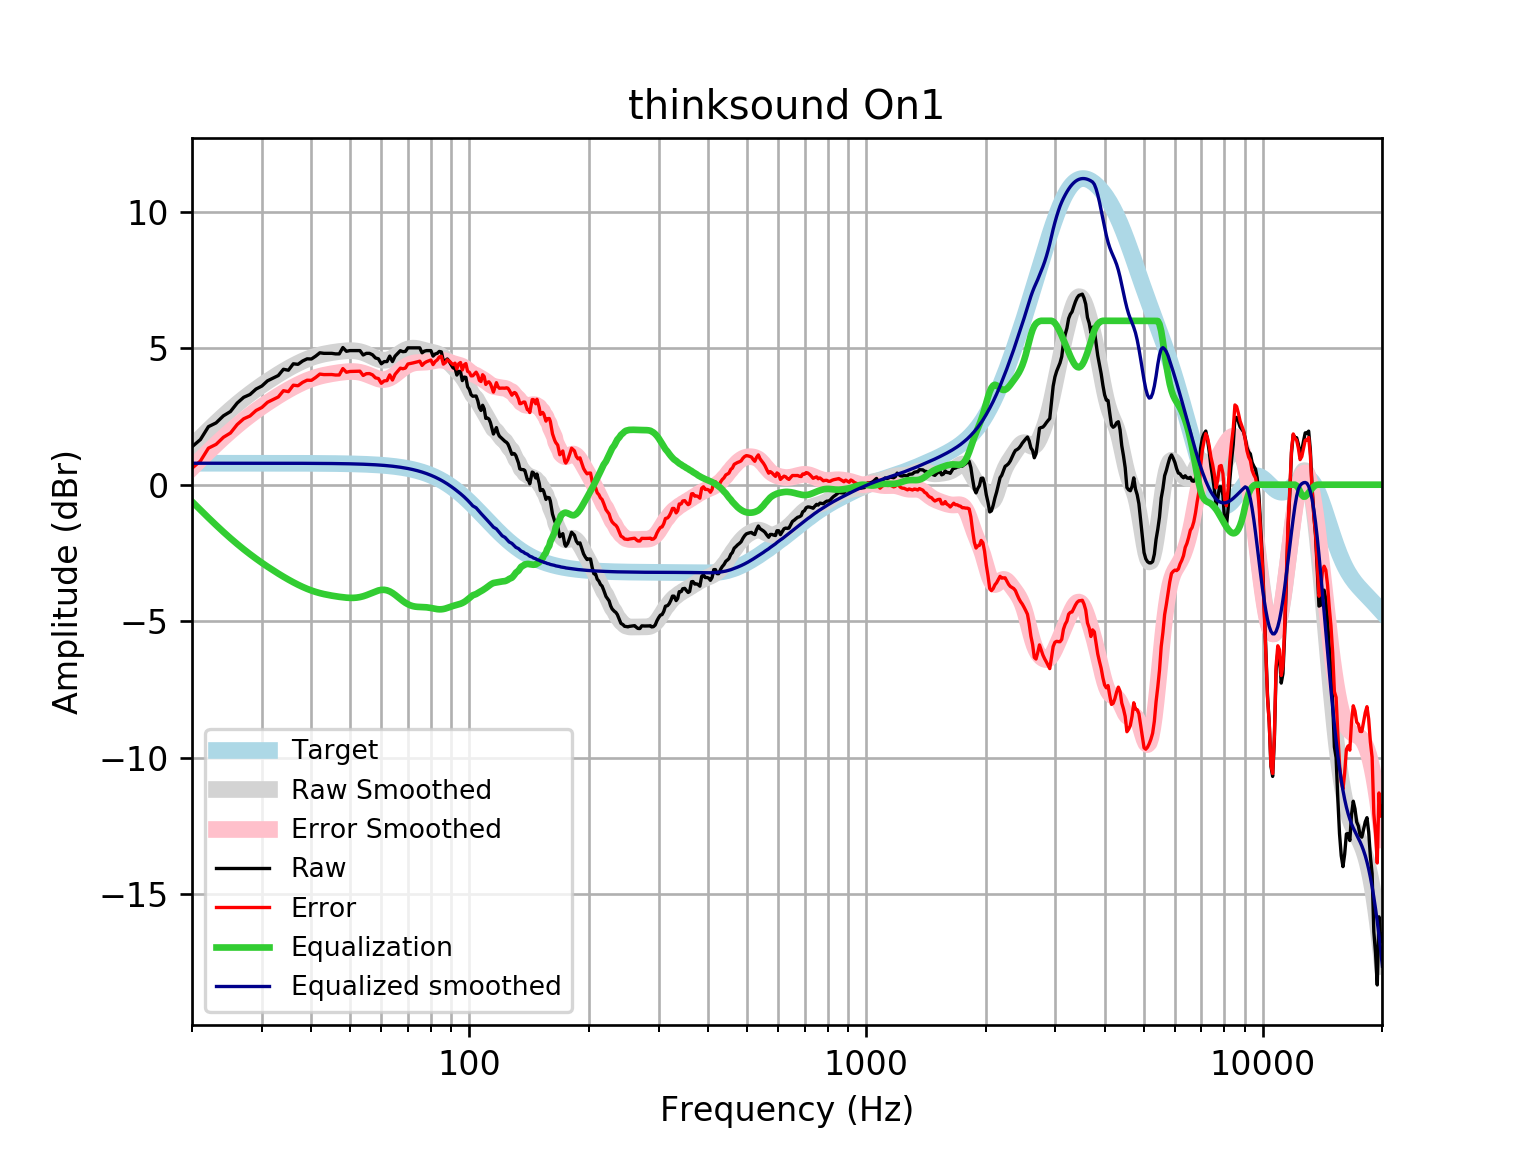 thinksound On1
10
5
0
−5
−10
−15
Amplitude (dBr)
Target
Raw Smoothed
Error Smoothed
Raw
Error
Equalization
Equalized smoothed
100
1000
10000
Frequency (Hz)